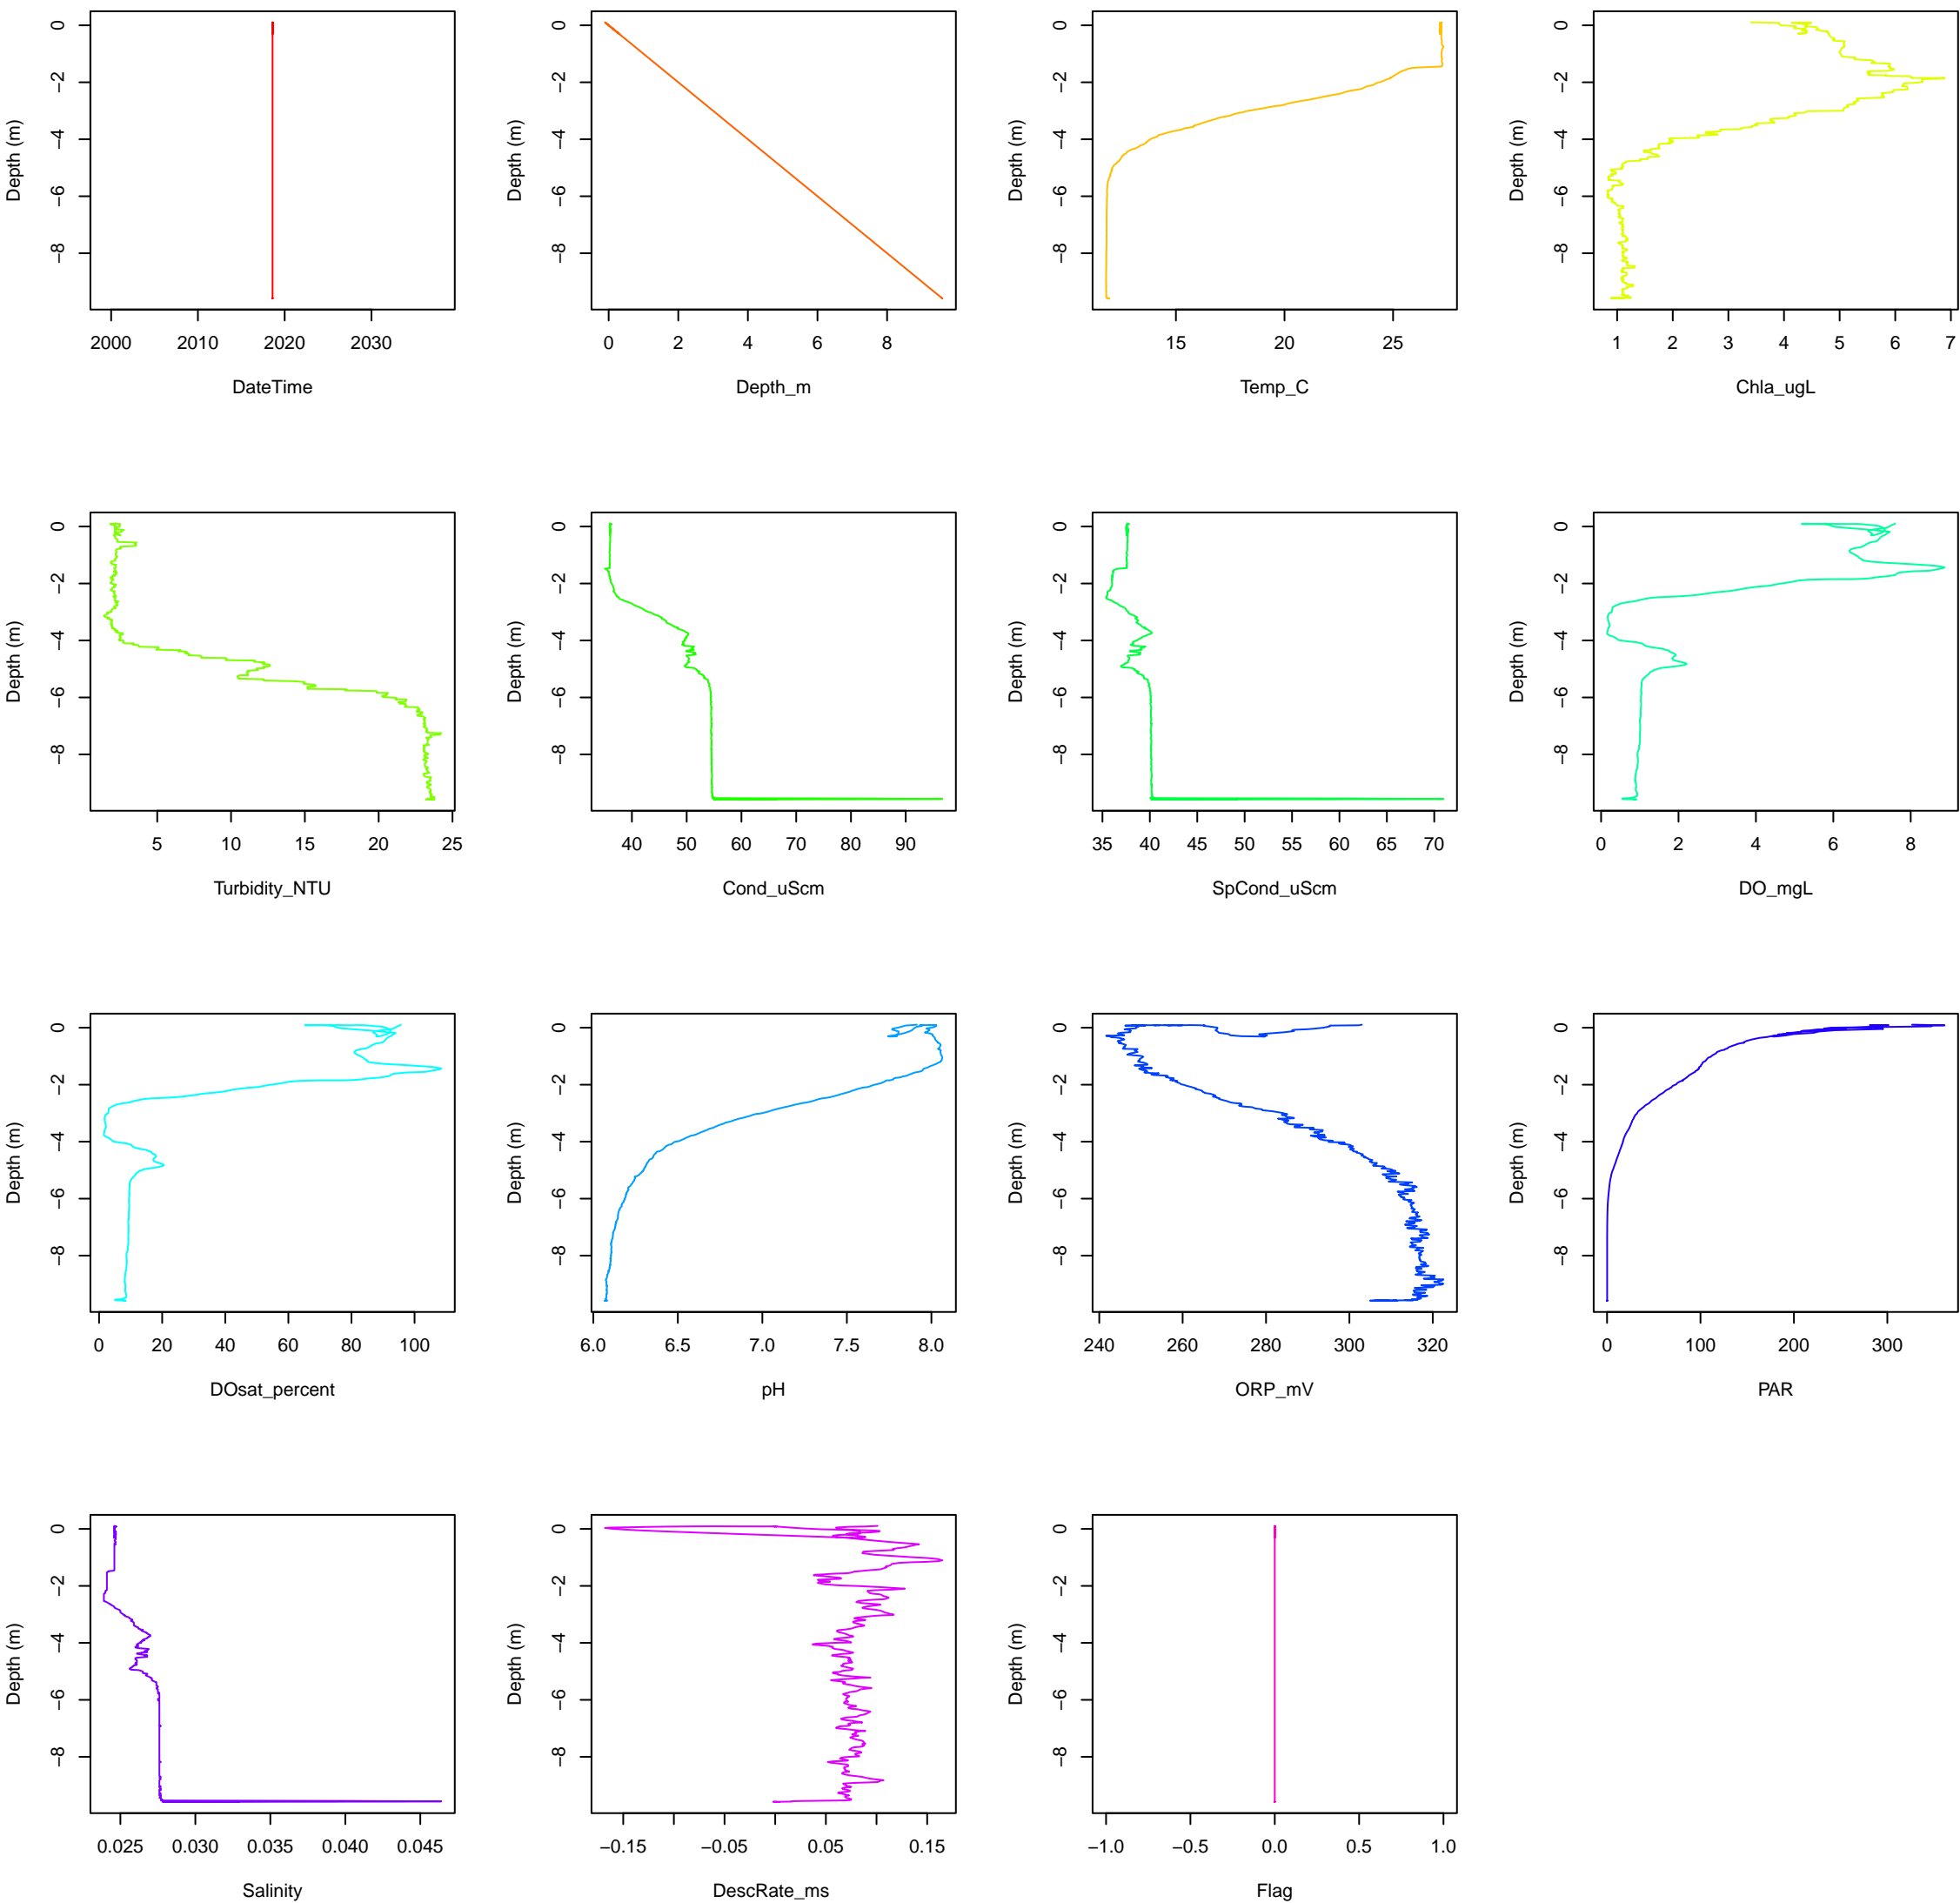 Depth (m)
0
−2
−4
−6
−8
2000 2010 2020 2030
DateTime
Depth (m)
0
−2
−4
−6
−8
0 2 4 6 8
Depth_m
Depth (m)
0
−2
−4
−6
−8
15 20 25
Temp_C
Depth (m)
0
−2
−4
−6
−8
1 2 3 4 5 6 7
Chla_ugL
Depth (m)
0
−2
−4
−6
−8
5 10 15 20 25
Turbidity_NTU
Depth (m)
0
−2
−4
−6
−8
40 50 60 70 80 90
Cond_uScm
Depth (m)
0
−2
−4
−6
−8
35 40 45 50 55 60 65 70
SpCond_uScm
Depth (m)
0
−2
−4
−6
−8
0 2 4 6 8
DO_mgL
Depth (m)
0
−2
−4
−6
−8
0 20 40 60 80 100
DOsat_percent
Depth (m)
0
−2
−4
−6
−8
6.0 6.5 7.0 7.5 8.0
pH
Depth (m)
0
−2
−4
−6
−8
240 260 280 300 320
ORP_mV
Depth (m)
0
−2
−4
−6
−8
0 100 200 300
PAR
Depth (m)
0
−2
−4
−6
−8
0.025 0.030 0.035 0.040 0.045
Salinity
Depth (m)
0
−2
−4
−6
−8
−0.15 −0.05 0.05 0.15
DescRate_ms
Depth (m)
0
−2
−4
−6
−8
−1.0 −0.5 0.0 0.5 1.0
Flag